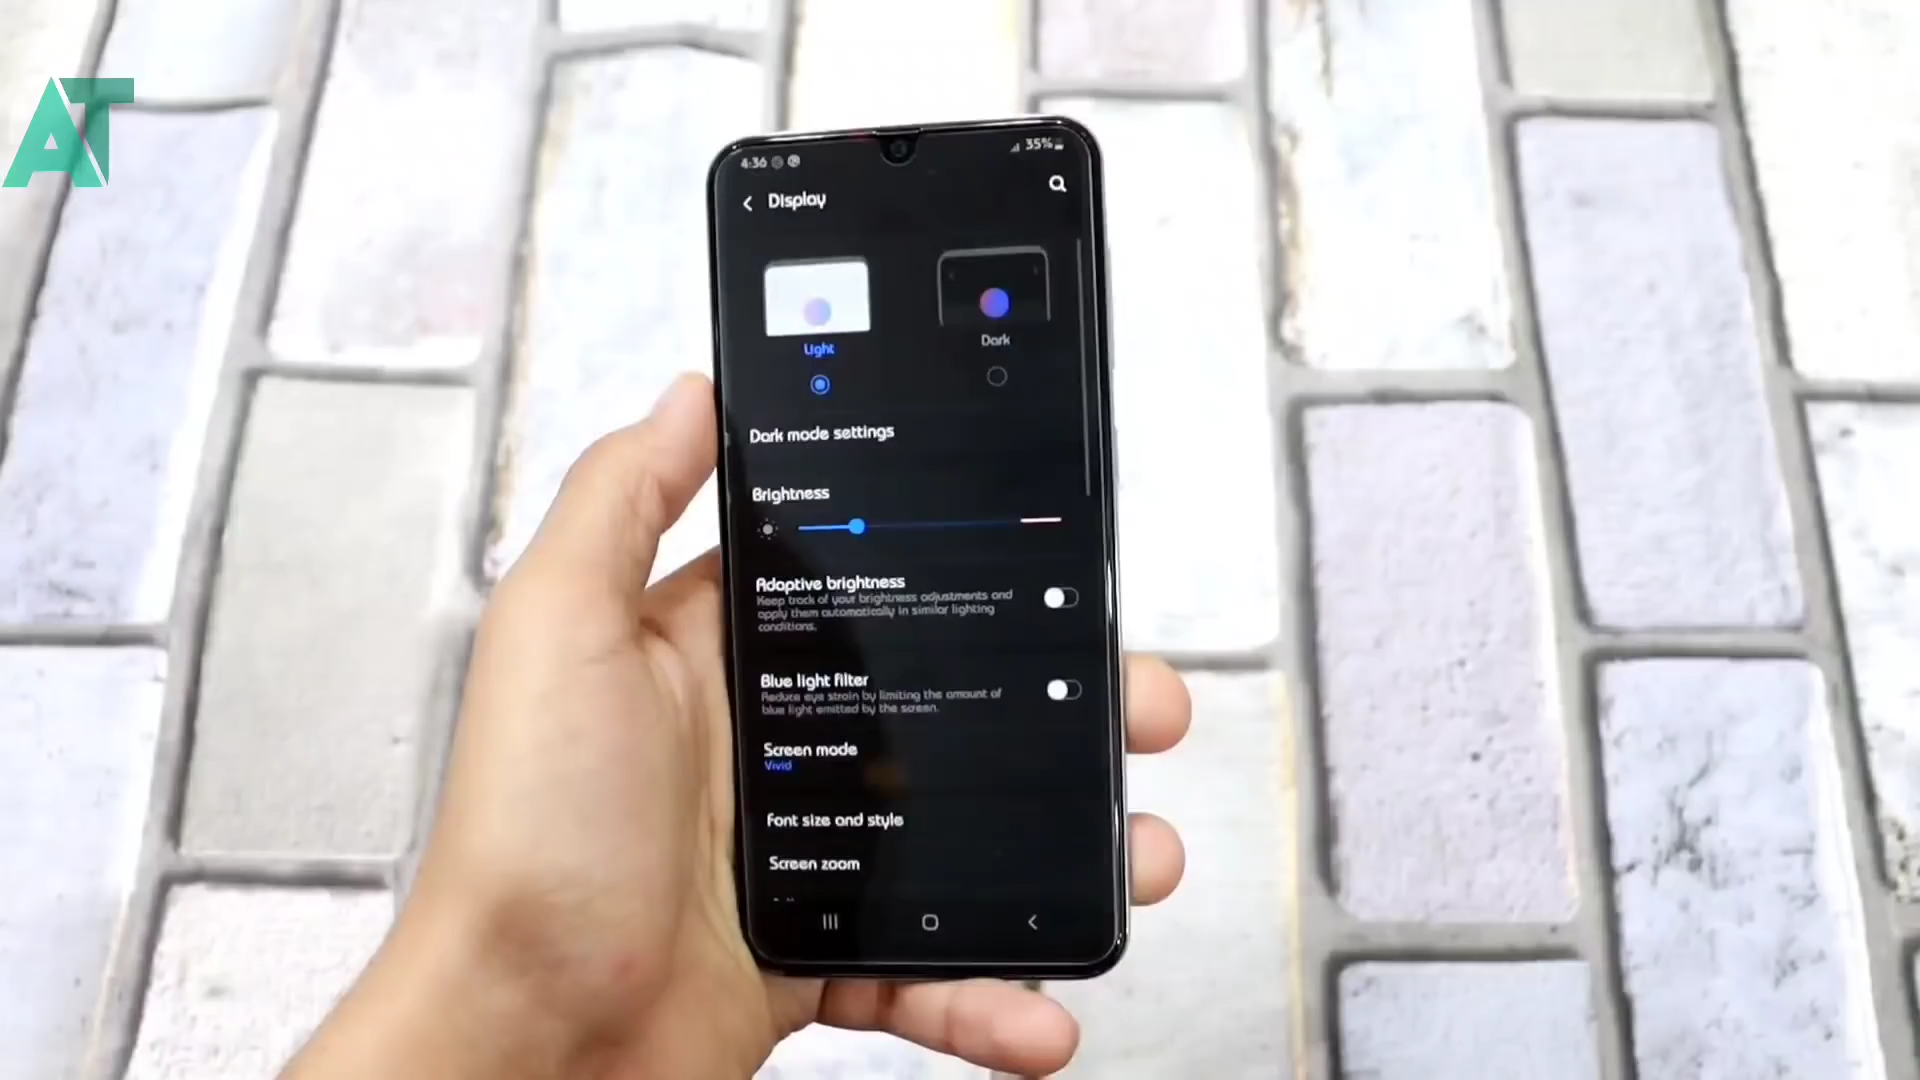 AT
4:36
35%
Display
Light
Dark
Dark mode settings
Brightness
Adaptive brightness
Keep track of your brightness adjustments and
apply them automatically in similar lighting
conditions.
Blue light filter
Reduce eye strain by limiting the amount of
blue light emitted by the screen.
Screen mode
Vivid
Font size and style
Screen zoom